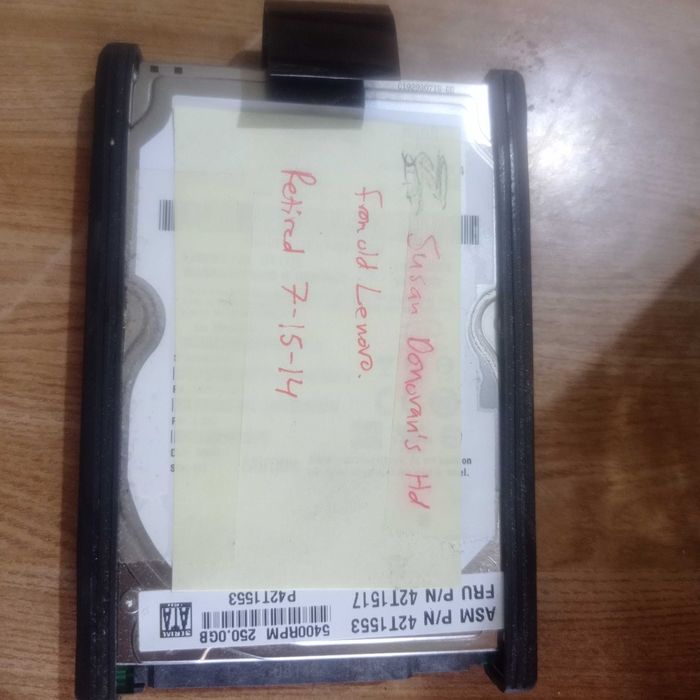 Susan Donovan's Hd
from old Lenovo.
Retired 7-15-14
ASM P/N 42T1553
FRU P/N 42T1517
5400RPM 250.0GB
P42T1553
SERIAL
ATA